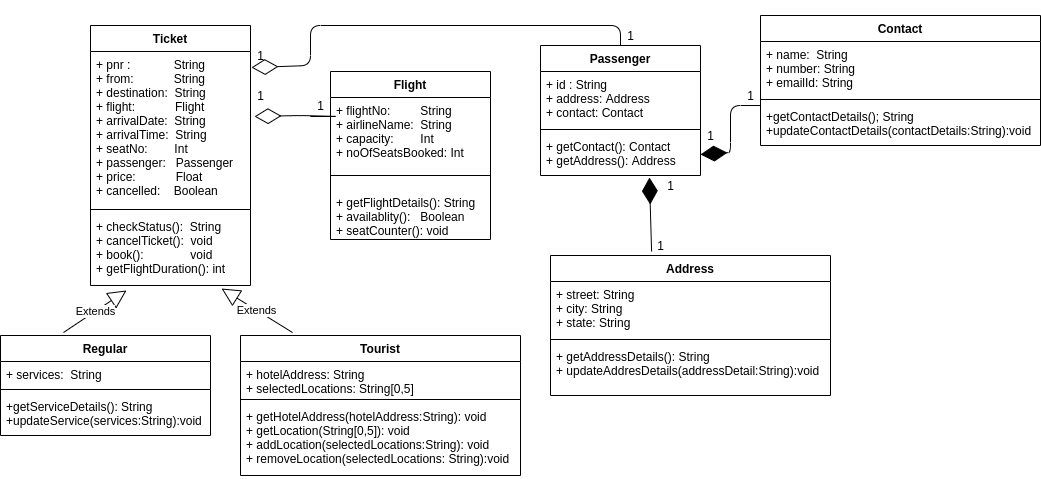 Ticket
+ pnr : String
+ from: String
+ destination: String
+ flight: Flight
+ arrivalDate: String
+ arrivalTime: String
+ seatNo: Int
+ passenger: Passenger
+ price: Float
+ cancelled: Boolean
+ checkStatus(): String
+ cancelTicket(): void
+ book(): void
+ getFlightDuration(): int
1
1
1
1
Flight
+ flightNo: String
+ airlineName: String
+ capacity: Int
+ noOfSeatsBooked: Int
+ getFlightDetails(): String
+ availablity(): Boolean
+ seatCounter(): void
Passenger
+ id : String
+ address: Address
+ contact: Contact
+ getContact(): Contact
+ getAddress(): Address
1
1
1
1
Contact
+ name: String
+ number: String
+ emailId: String
+getContactDetails(); String
+updateContactDetails(contactDetails:String):void
Address
+ street: String
+ city: String
+ state: String
+ getAddressDetails(): String
+ updateAddresDetails(addressDetail:String):void
Extends
Extends
Regular
+ services: String
+getServiceDetails(): String
+updateService(services:String):void
Tourist
+ hotelAddress: String
+ selectedLocations: String[0,5]
+ getHotelAddress(hotelAddress:String): void
+ getLocation(String[0,5]): void
+ addLocation(selectedLocations:String): void
+ removeLocation(selectedLocations: String):void